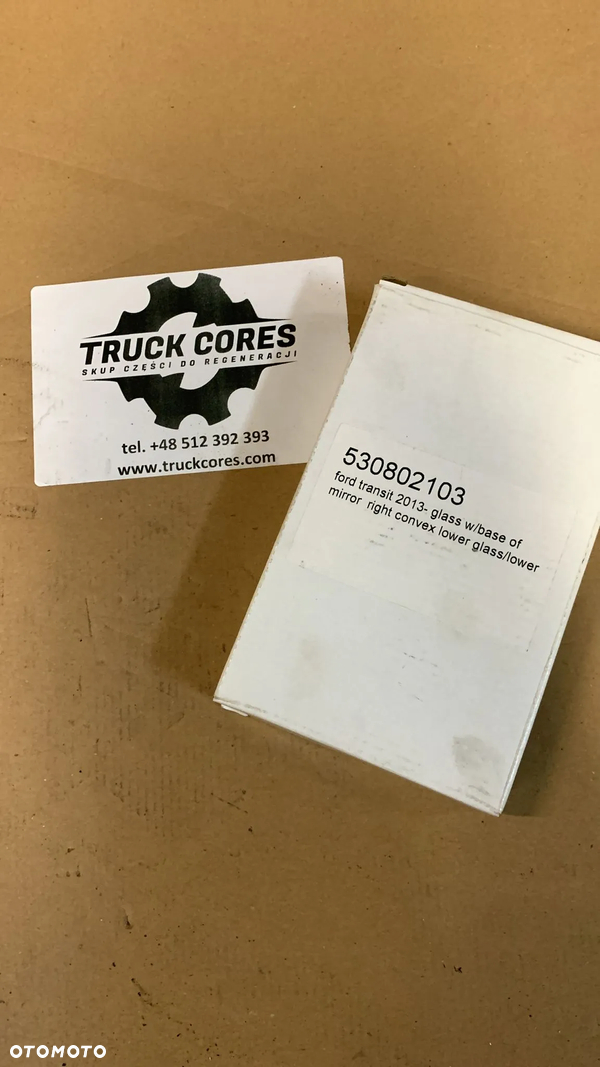 TRUCK CORES
SKUP CZĘŚCI DO REGENERACJI
tel. +48 512 392 393
www.truckcores.com
530802103
ford transit 2013- glass w/base of
mirror right convex lower glass/lower
OTOMOTO